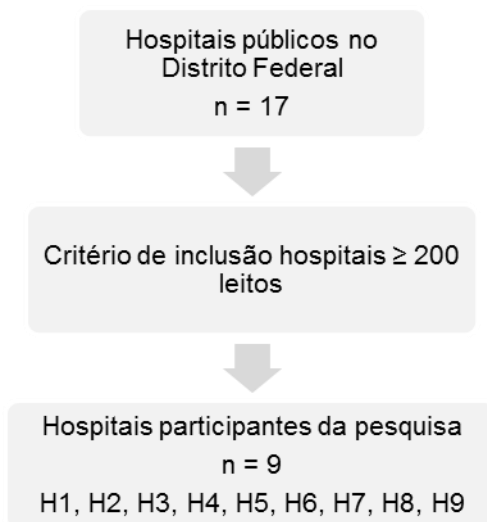 Hospitais públicos no
Distrito Federal
n = 17
Critério de inclusão hospitais ≥ 200
leitos
Hospitais participantes da pesquisa
n = 9
H1, H2, H3, H4, H5, H6, H7, H8, H9